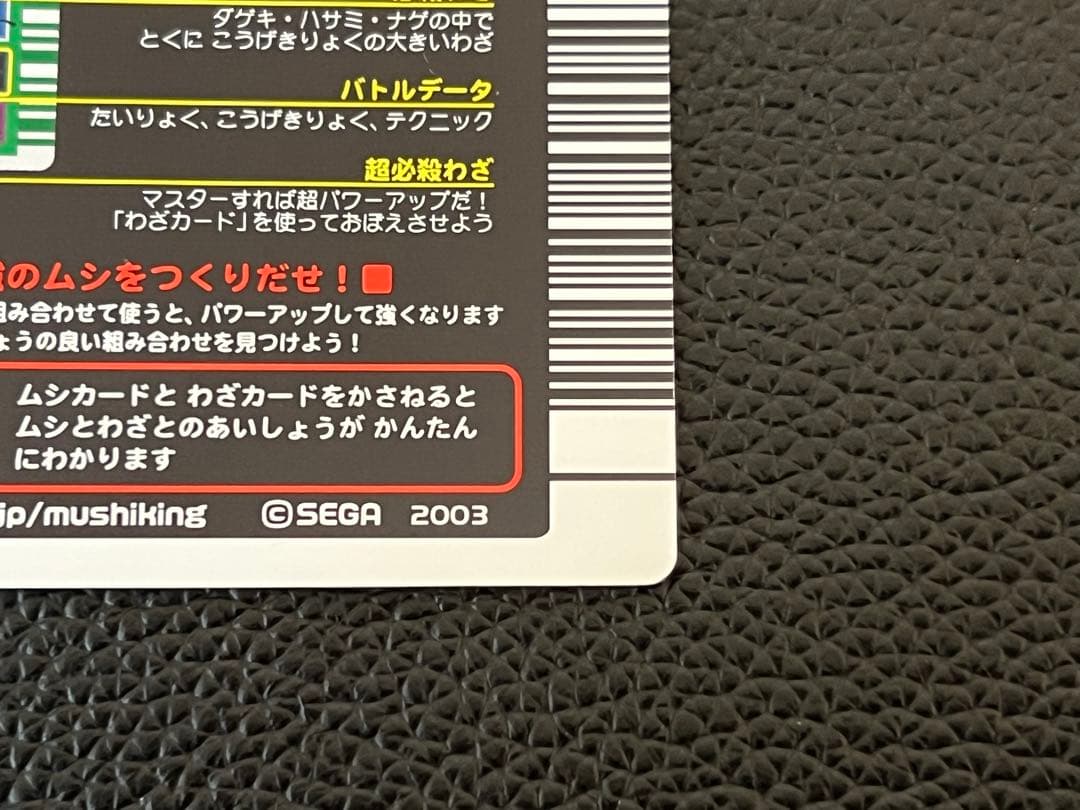 ダゲキ・ハサミ・ナゲの中で
とくに こうげきりょくの大きいわざ
バトルデータ
たいりょく、こうげきりょく、テクニック
超必殺わざ
マスターすれば超パワーアップだ！
「わざカード」を使っておぼえさせよう
のムシをつくりだせ！■
組み合わせて使うと、パワーアップして強くなります
ょうの良い組み合わせを見つけよう！
ムシカードと わざカードをかさねると
ムシとわざとのあいしょうが かんたん
にわかります
jp/mushiking ©SEGA 2003